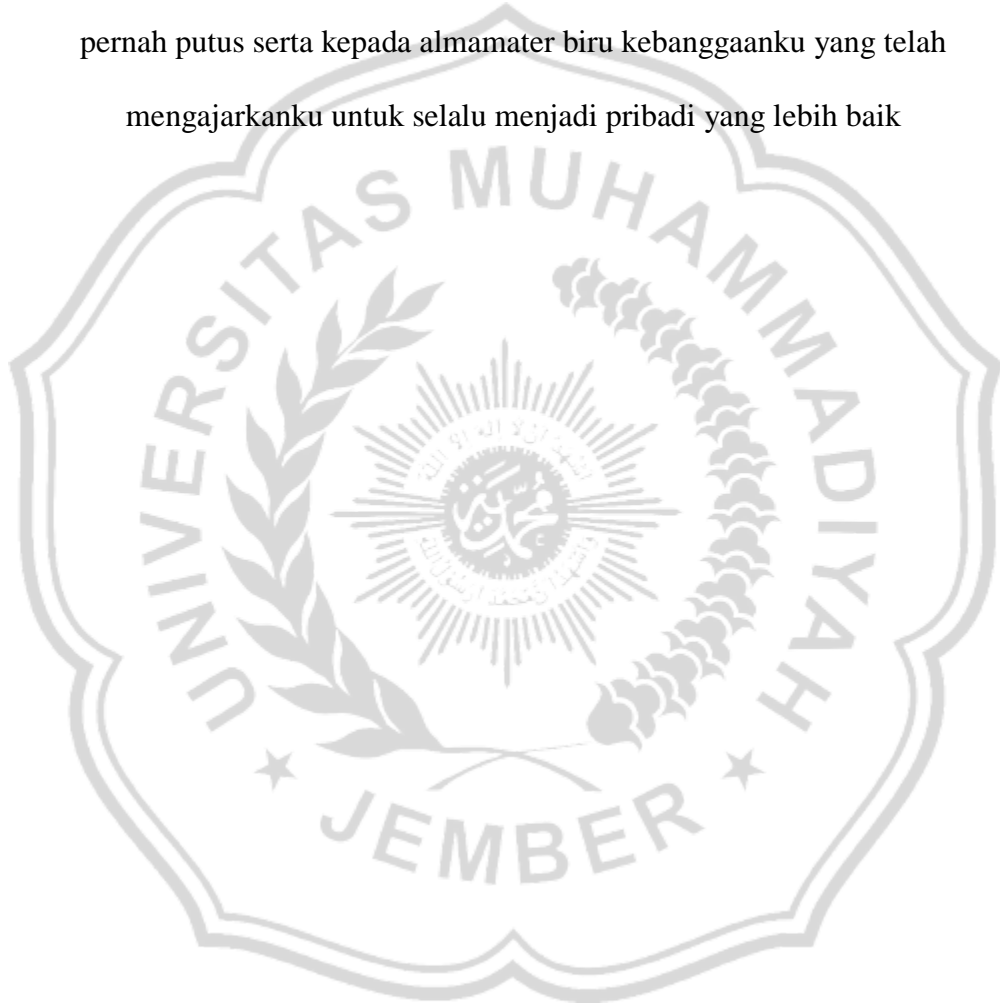 pernah putus serta kepada almamater biru kebanggaanku yang telah
mengajarkanku untuk selalu menjadi pribadi yang lebih baik
UNIVERSITAS MUHAMMADIYAH
JEMBER